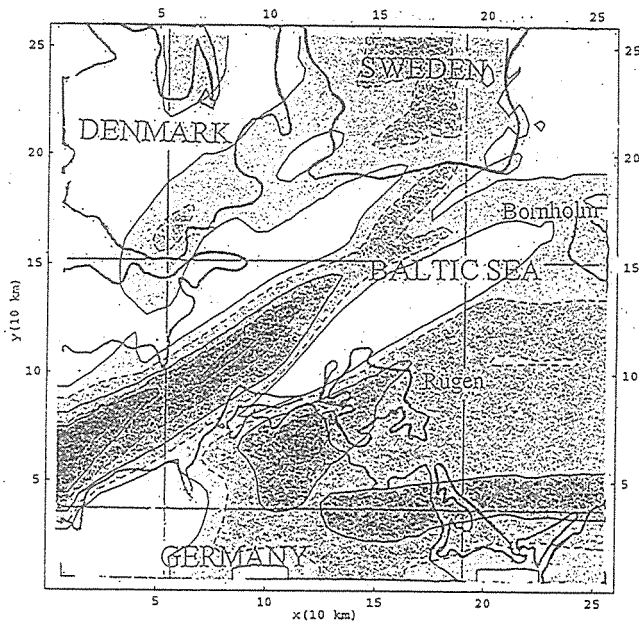 5 10 15 20 25
25 25
SWEDEN
DENMARK
20 20
Bornholm
15 BALTIC SEA 15
y(10 km)
10 10
Rugen
5 5
GERMANY
5 10 15 20 25
x(10 km)